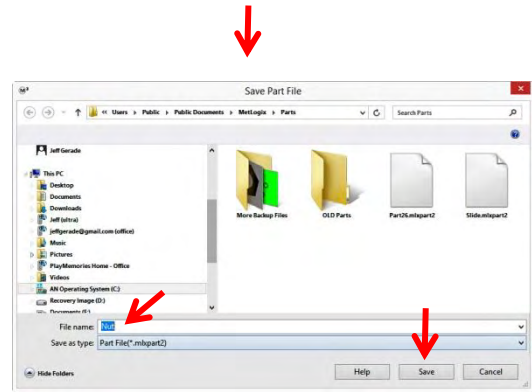 M³
Save Part File
« Users › Public › Public Documents › MetLogix › Parts
Search Parts
Jeff Gerade
This PC
Desktop
Documents
Downloads
Jeff (ultra)
jeffgerade@gmail.com (office)
Music
Pictures
PlayMemories Home - Office
Videos
AN Operating System (C:)
Recovery Image (D:)
Documents (E:)
More Backup Files
OLD Parts
Part26.mlxpart2
Slide.mlxpart2
File name: Nut
Save as type: Part File(*.mlxpart2)
Hide Folders
Help
Save
Cancel